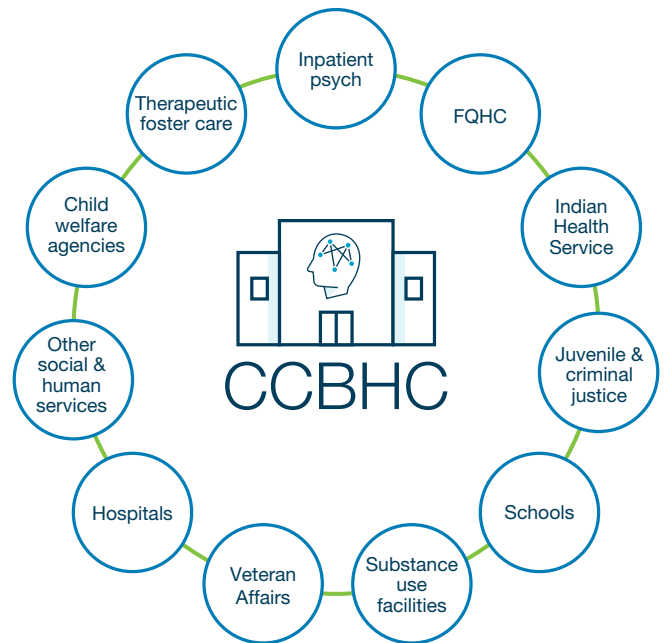 Inpatient
psych
FQHC
Indian
Health
Service
Juvenile &
criminal
justice
Schools
Substance
use
facilities
Veteran
Affairs
Hospitals
Other
social &
human
services
Child
welfare
agencies
Therapeutic
foster care
CCBHC